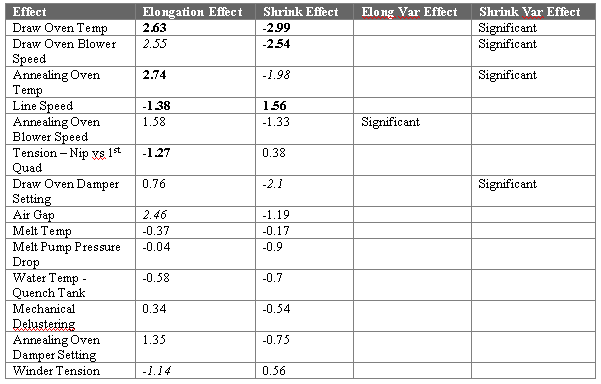 Effect Elongation Effect Shrink Effect Elong Var Effect Shrink Var Effect
Draw Oven Temp 2.63 -2.99 Significant
Draw Oven Blower 2.55 -2.54 Significant
Speed
Annealing Oven 2.74 -1.98 Significant
Temp
Line Speed -1.38 1.56
Annealing Oven 1.58 -1.33 Significant
Blower Speed
Tension – Nip vs 1st -1.27 0.38
Quad
Draw Oven Damper 0.76 -2.1 Significant
Setting
Air Gap 2.46 -1.19
Melt Temp -0.37 -0.17
Melt Pump Pressure -0.04 -0.9
Drop
Water Temp - -0.58 -0.7
Quench Tank
Mechanical 0.34 -0.54
Delustering
Annealing Oven 1.35 -0.75
Damper Setting
Winder Tension -1.14 0.56